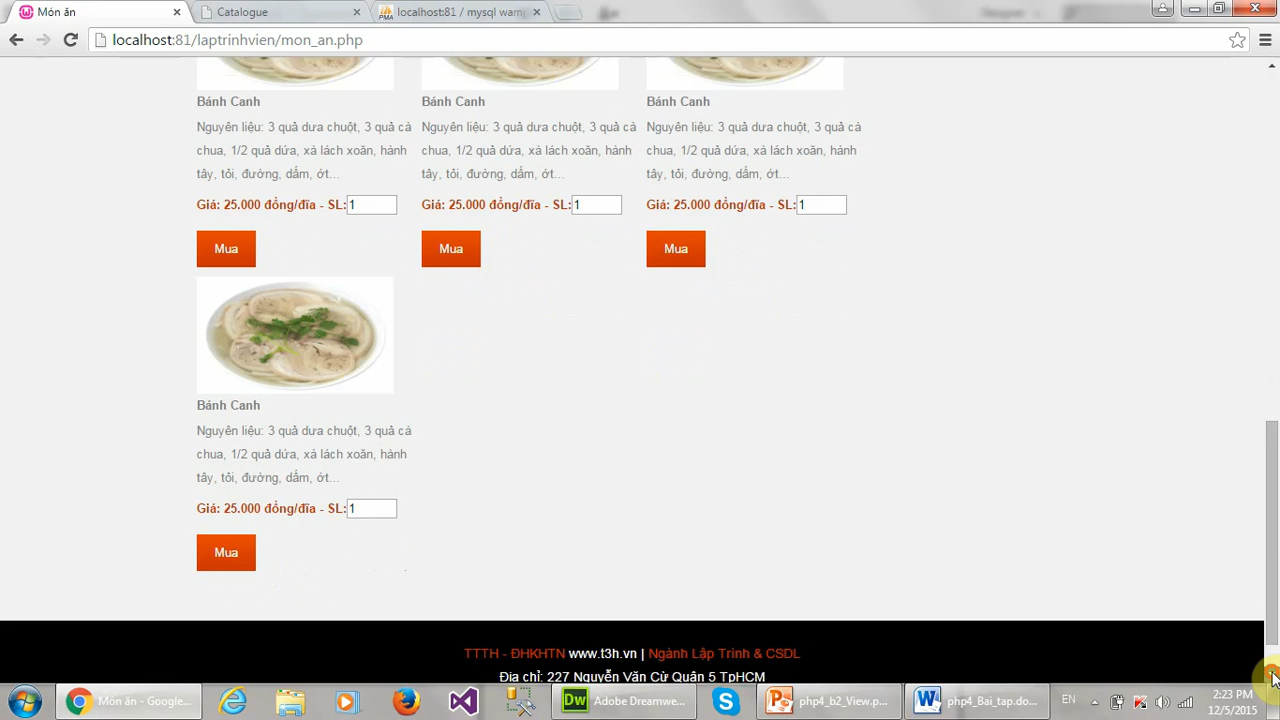 Món ăn
Catalogue
localhost:81 / mysql wamp
localhost:81/laptrinhvien/mon_an.php
Bánh Canh
Bánh Canh
Bánh Canh
Nguyên liệu: 3 quả dưa chuột, 3 quả cà
chua, 1/2 quả dứa, xà lách xoăn, hành
tây, tỏi, đường, dấm, ớt...
Nguyên liệu: 3 quả dưa chuột, 3 quả cà
chua, 1/2 quả dứa, xà lách xoăn, hành
tây, tỏi, đường, dấm, ớt...
Nguyên liệu: 3 quả dưa chuột, 3 quả cà
chua, 1/2 quả dứa, xà lách xoăn, hành
tây, tỏi, đường, dấm, ớt...
Giá: 25.000 đồng/đĩa - SL: 1
Giá: 25.000 đồng/đĩa - SL: 1
Giá: 25.000 đồng/đĩa - SL: 1
Mua
Mua
Mua
Bánh Canh
Nguyên liệu: 3 quả dưa chuột, 3 quả cà
chua, 1/2 quả dứa, xà lách xoăn, hành
tây, tỏi, đường, dấm, ớt...
Giá: 25.000 đồng/đĩa - SL: 1
Mua
TTTH - ĐHKHTN www.t3h.vn | Ngành Lập Trình & CSDL
Địa chỉ: 227 Nguyễn Văn Cừ Quận 5 TpHCM
Món ăn - Google...
Adobe Dreamwe...
php4_b2_View.p...
php4_Bai_tap.do...
EN
2:23 PM
12/5/2015